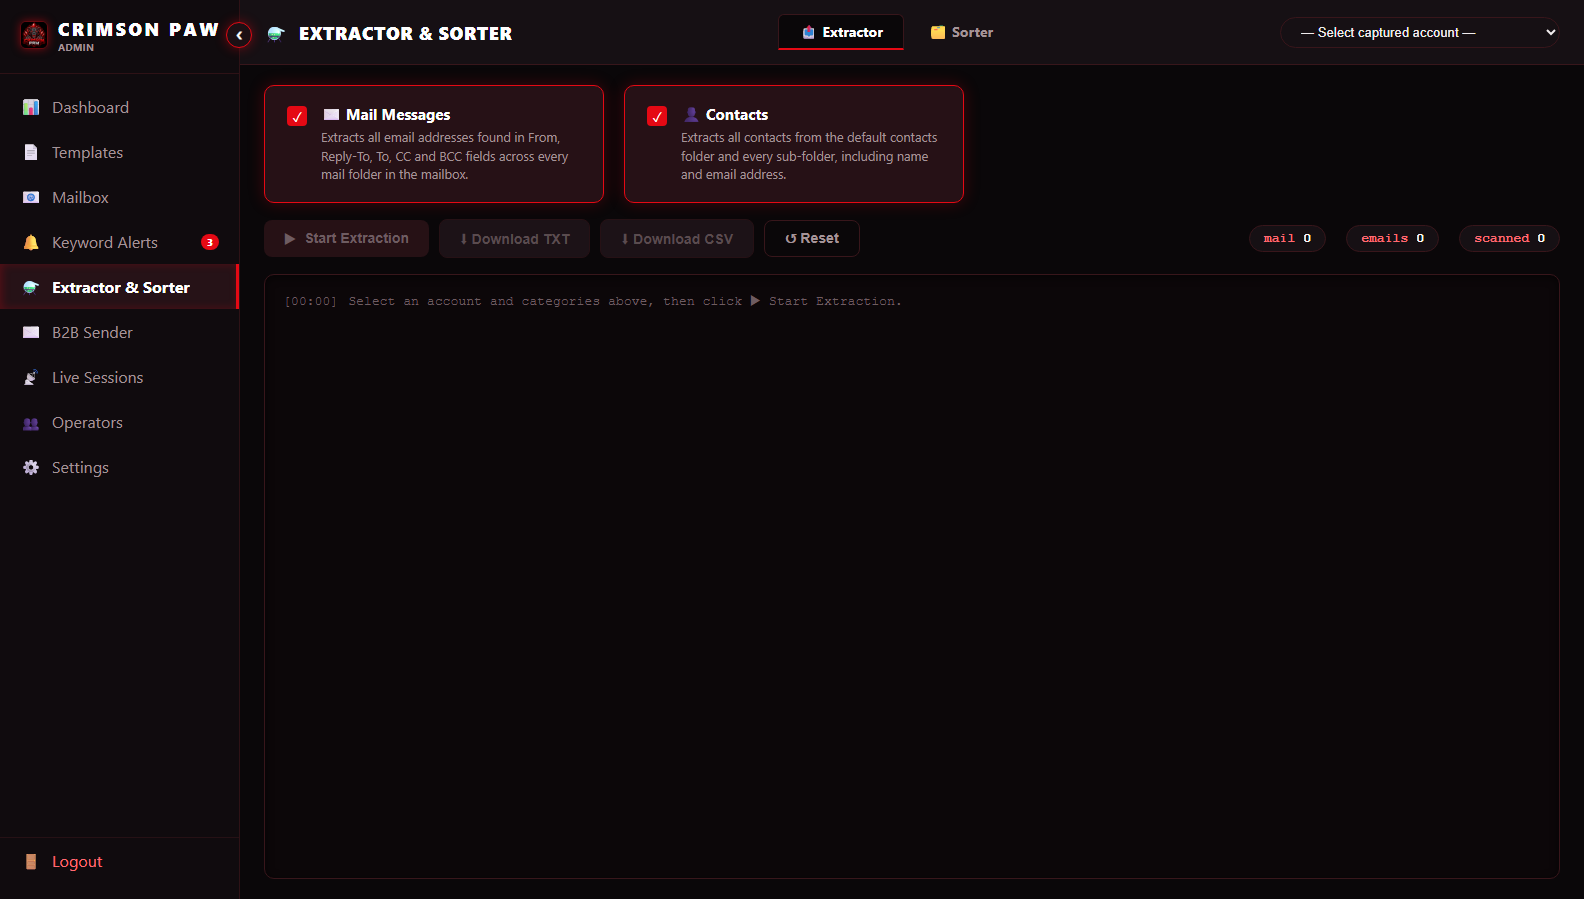 CRIMSON PAW
ADMIN
EXTRACTOR & SORTER
Extractor
Sorter
— Select captured account —
Dashboard
Templates
Mailbox
Keyword Alerts 3
Extractor & Sorter
B2B Sender
Live Sessions
Operators
Settings
Logout
Mail Messages
Extracts all email addresses found in From,
Reply-To, To, CC and BCC fields across every
mail folder in the mailbox.
Contacts
Extracts all contacts from the default contacts
folder and every sub-folder, including name
and email address.
▶ Start Extraction
⬇ Download TXT
⬇ Download CSV
↺ Reset
mail 0
emails 0
scanned 0
[00:00] Select an account and categories above, then click ▶ Start Extraction.